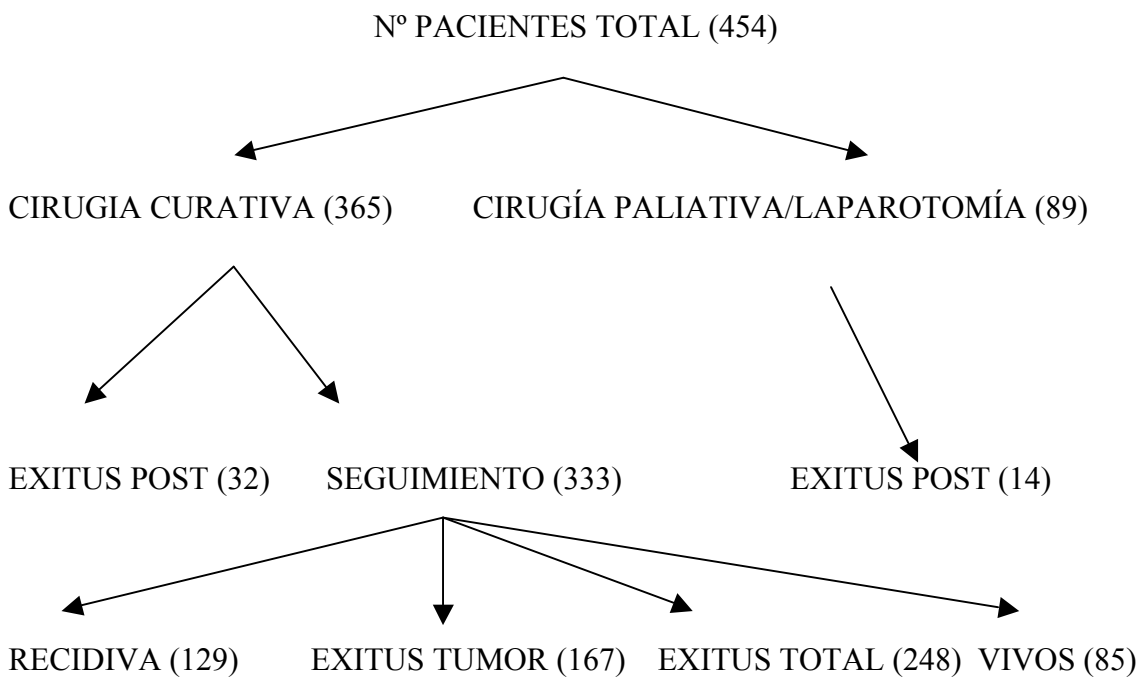 Nº PACIENTES TOTAL (454)
CIRUGIA CURATIVA (365) CIRUGÍA PALIATIVA/LAPAROTOMÍA (89)
EXITUS POST (32) SEGUIMIENTO (333) EXITUS POST (14)
RECIDIVA (129) EXITUS TUMOR (167) EXITUS TOTAL (248) VIVOS (85)